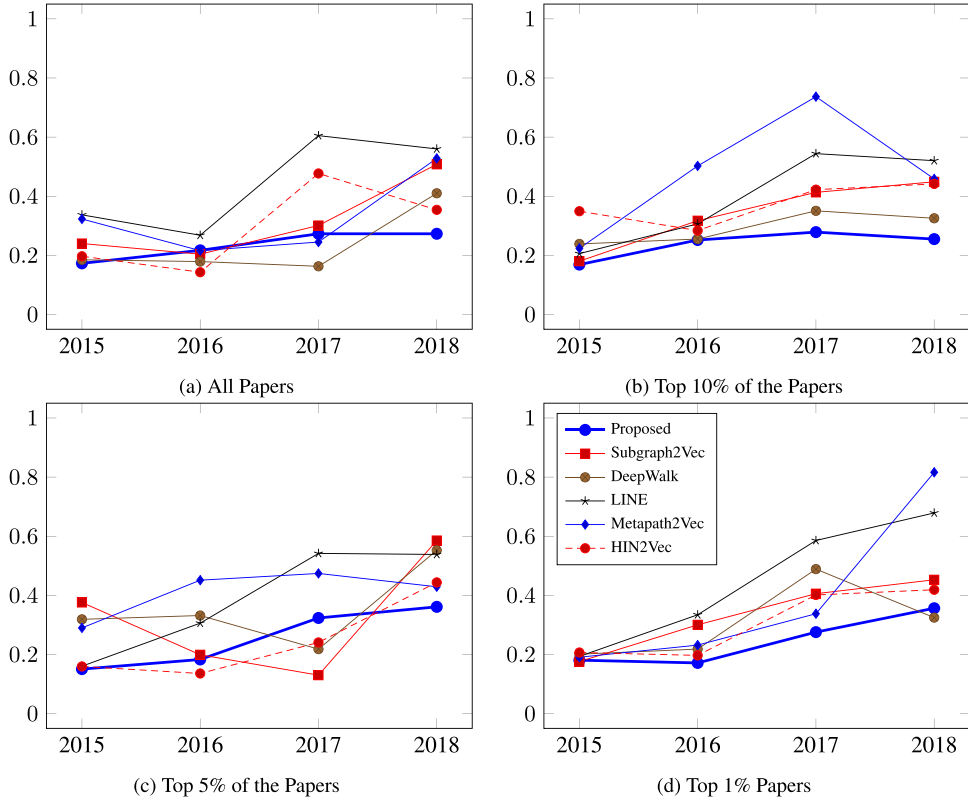 1
0.8
0.6
0.4
0.2
0
2015 2016 2017 2018
(a) All Papers
1
0.8
0.6
0.4
0.2
0
2015 2016 2017 2018
(b) Top 10% of the Papers
1
0.8
0.6
0.4
0.2
0
2015 2016 2017 2018
(c) Top 5% of the Papers
1
0.8
0.6
0.4
0.2
0
Proposed
Subgraph2Vec
DeepWalk
LINE
Metapath2Vec
HIN2Vec
2015 2016 2017 2018
(d) Top 1% Papers